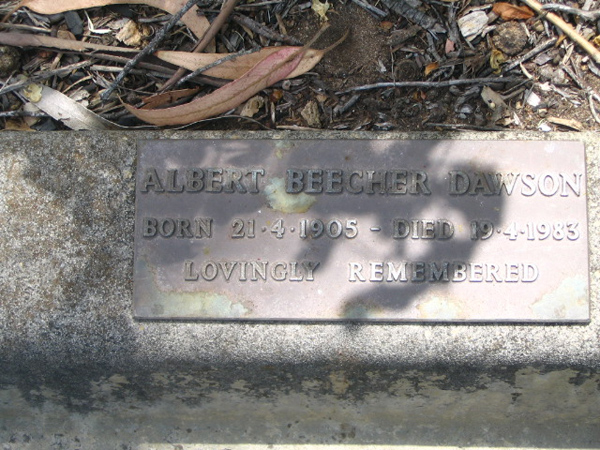 ALBERT BEECHER DAWSON
BORN 21·4·1905 - DIED 19·4·1983
LOVINGLY REMEMBERED